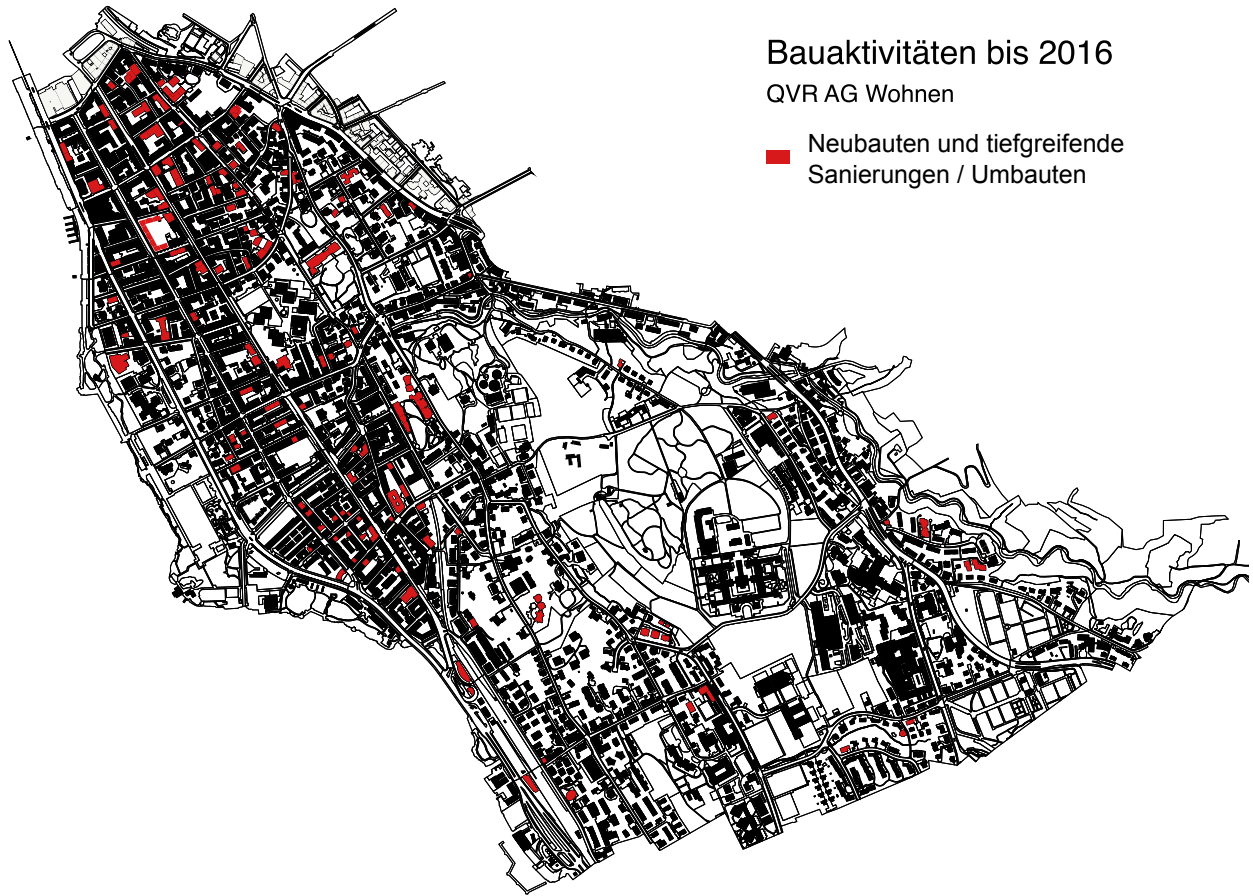 Bauaktivitäten bis 2016
QVR AG Wohnen
Neubauten und tiefgreifende
Sanierungen / Umbauten